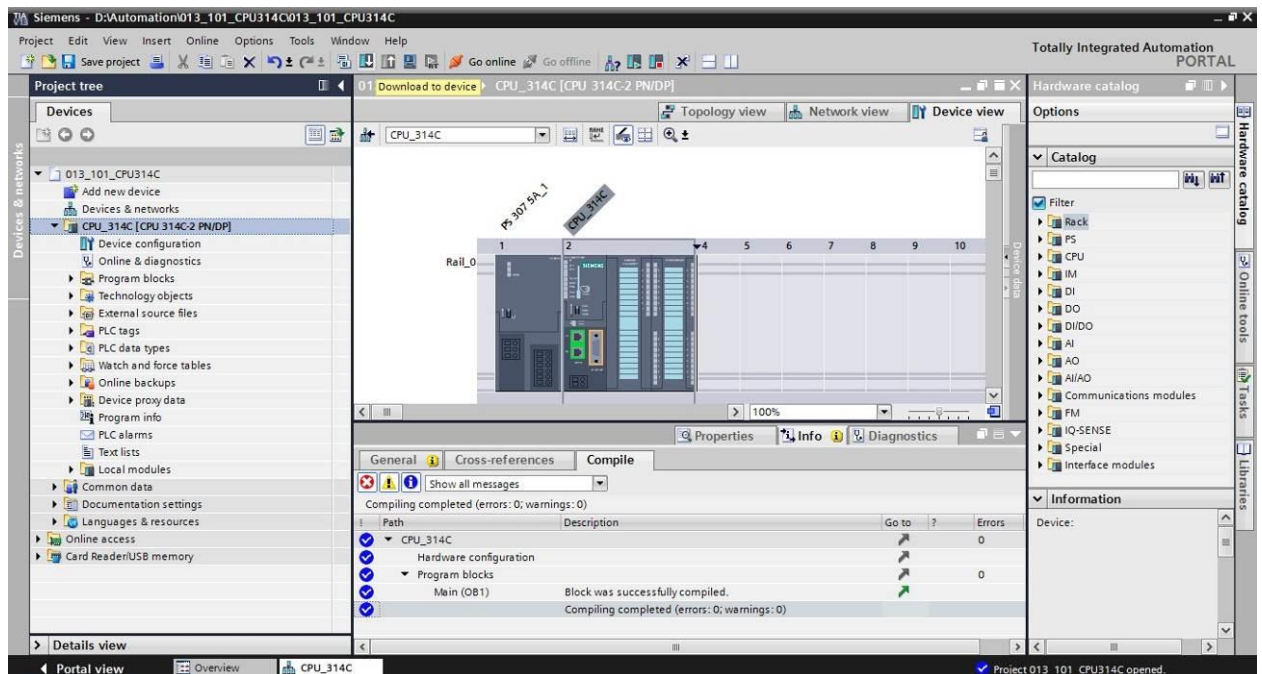 Siemens - D:\Automation\013_101_CPU314C\013_101_CPU314C
Project Edit View Insert Online Options Tools Window Help
Totally Integrated Automation
PORTAL
Save project Go online Go offline
Project tree
01 Download to device CPU_314C [CPU 314C-2 PN/DP]
Hardware catalog
Devices
Topology view Network view Device view
Options
CPU_314C
Catalog
Filter
013_101_CPU314C
Add new device
Devices & networks
CPU_314C [CPU 314C-2 PN/DP]
Device configuration
Online & diagnostics
Program blocks
Technology objects
External source files
PLC tags
PLC data types
Watch and force tables
Online backups
Device proxy data
Program info
PLC alarms
Text lists
Local modules
Common data
Documentation settings
Languages & resources
Online access
Card Reader/USB memory
Details view
PS 307 5A_1
CPU_314C
1 2 4 5 6 7 8 9 10
Rail_0
SIEMENS
Device data
100%
Properties Info Diagnostics
General Cross-references Compile
Show all messages
Compiling completed (errors: 0; warnings: 0)
! Path Description Go to ? Errors
CPU_314C 0
Hardware configuration
Program blocks 0
Main (OB1) Block was successfully compiled.
Compiling completed (errors: 0; warnings: 0)
Rack
PS
CPU
IM
DI
DO
DI/DO
AI
AO
AI/AO
Communications modules
FM
IQ-SENSE
Special
Interface modules
Information
Device:
Devices & networks
Hardware catalog
Online tools
Tasks
Libraries
Portal view Overview CPU_314C
Project 013_101_CPU314C opened.